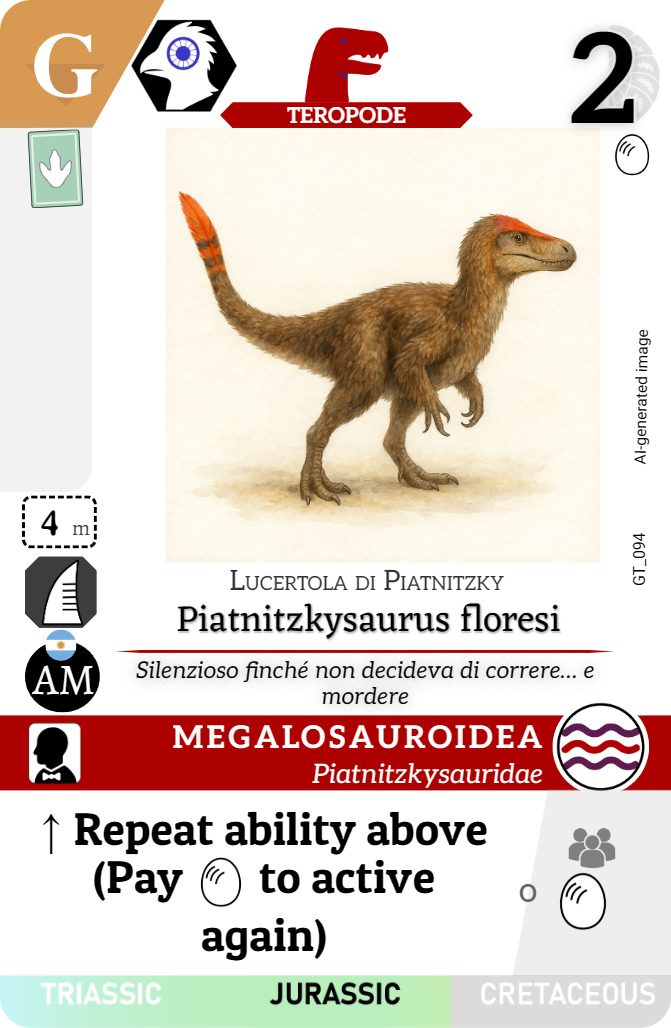 G
TEROPODE
2
AI-generated image
GT_094
4 m
AM
Lucertola di Piatnitzky
Piatnitzkysaurus floresi
Silenzioso finché non decideva di correre... e
mordere
MEGALOSAUROIDEA
Piatnitzkysauridae
↑ Repeat ability above
(Pay to active
again)
o
TRIASSIC JURASSIC CRETACEOUS